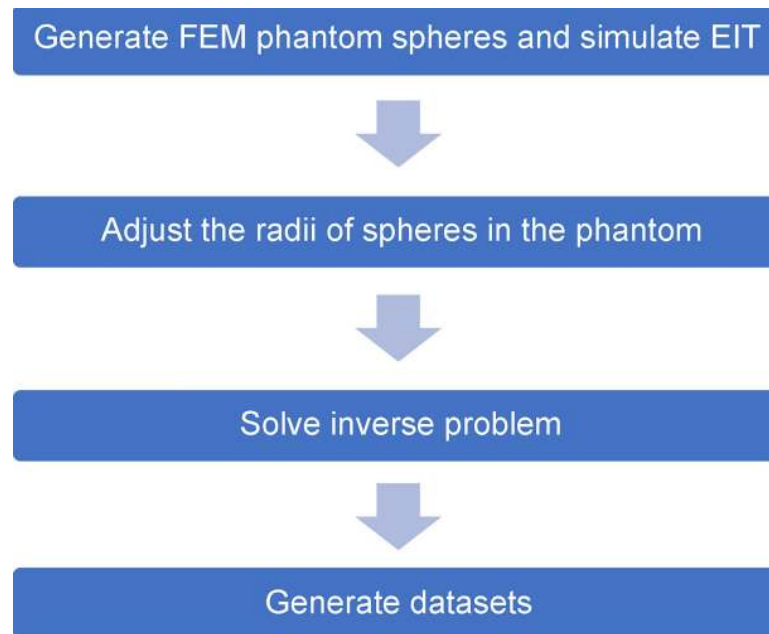 Generate FEM phantom spheres and simulate EIT
Adjust the radii of spheres in the phantom
Solve inverse problem
Generate datasets